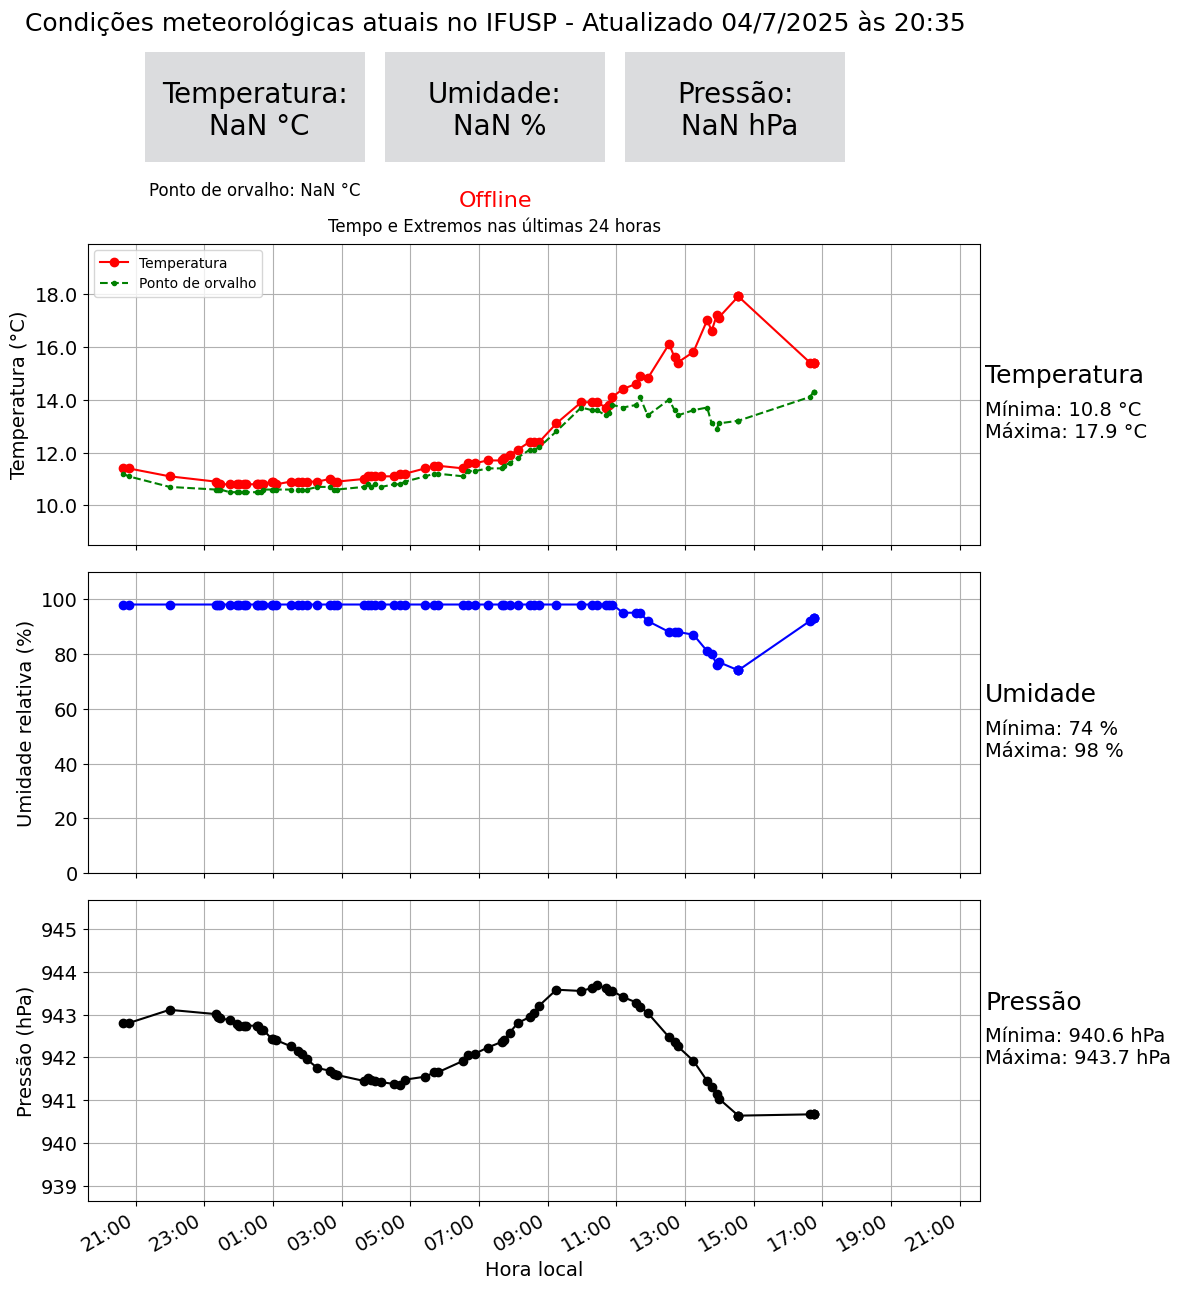 Condições meteorológicas atuais no IFUSP - Atualizado 04/7/2025 às 20:35
Temperatura:
NaN °C
Umidade:
NaN %
Pressão:
NaN hPa
Ponto de orvalho: NaN °C
Offline
Tempo e Extremos nas últimas 24 horas
Temperatura
Ponto de orvalho
Temperatura (°C)
18.0
16.0
14.0
12.0
10.0
Temperatura
Mínima: 10.8 °C
Máxima: 17.9 °C
Umidade relativa (%)
100
80
60
40
20
0
Umidade
Mínima: 74 %
Máxima: 98 %
Pressão (hPa)
945
944
943
942
941
940
939
Pressão
Mínima: 940.6 hPa
Máxima: 943.7 hPa
21:00 23:00 01:00 03:00 05:00 07:00 09:00 11:00 13:00 15:00 17:00 19:00 21:00
Hora local